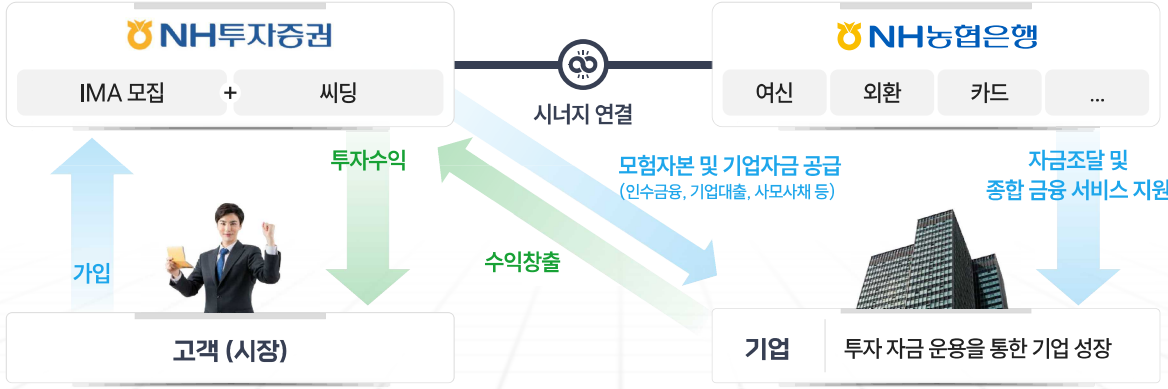 NH투자증권
IMA 모집 + 씨딩
시너지 연결
NH농협은행
여신 외환 카드 ...
투자수익
모험자본 및 기업자금 공급
(인수금융, 기업대출, 사모사채 등)
자금조달 및
종합 금융 서비스 지원
가입
수익창출
고객 (시장)
기업 투자 자금 운용을 통한 기업 성장